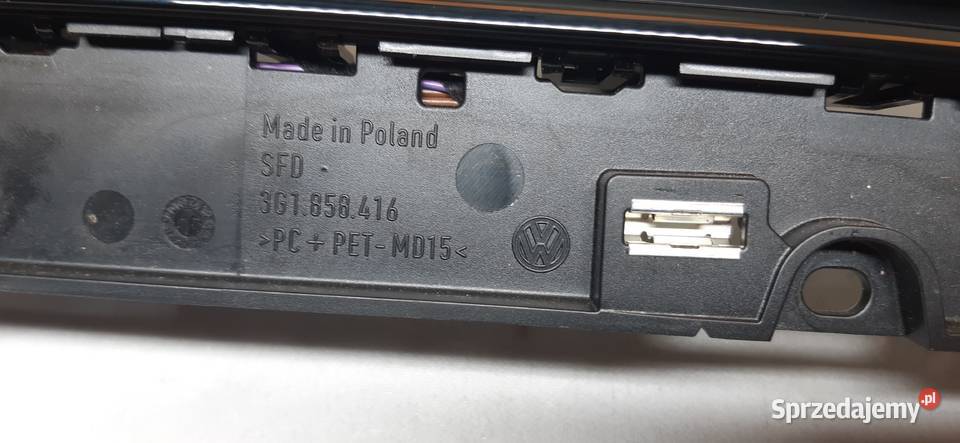 Made in Poland
SFD
3G1.858.416
>PC + PET-MD15<
Sprzedajemy.pl